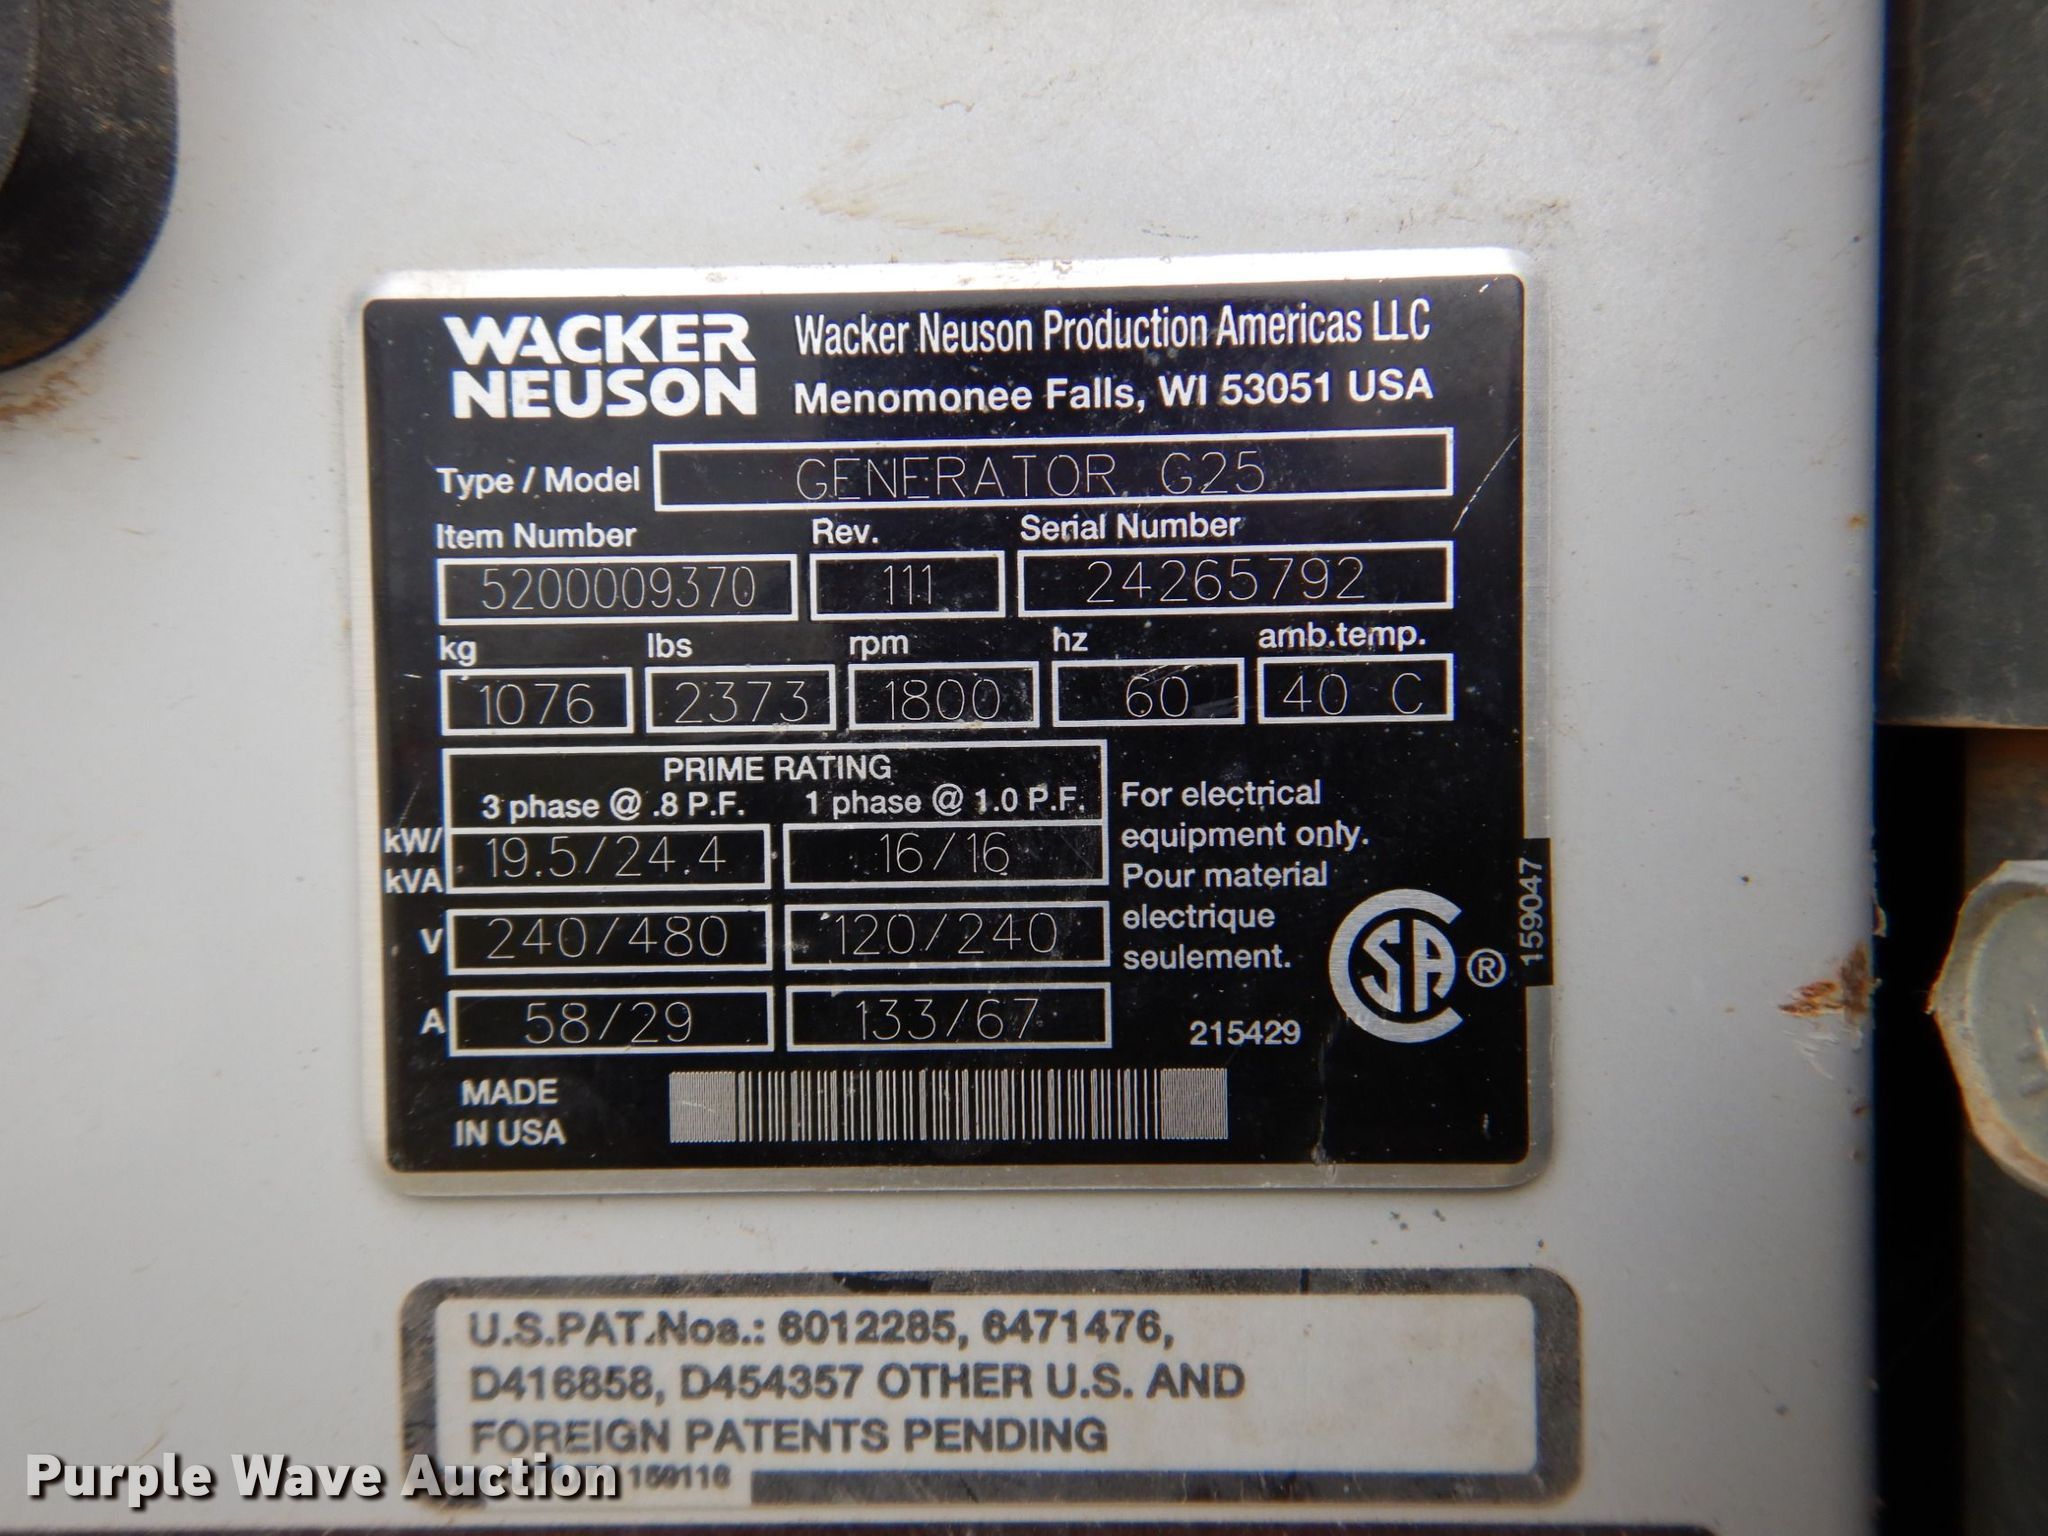 WACKER NEUSON
Wacker Neuson Production Americas LLC
Menomonee Falls, WI 53051 USA
Type / Model GENERATOR G25
Item Number Rev. Serial Number
5200009370 111 24265792
kg lbs rpm hz amb.temp.
1076 2373 1800 60 40 C
PRIME RATING
3 phase @ .8 P.F. 1 phase @ 1.0 P.F.
kW/ kVA 19.5/24.4 16/16
V 240/480 120/240
A 58/29 133/67
For electrical
equipment only.
Pour material
electrique
seulement.
215429
SA ®
159047
MADE
IN USA
U.S.PAT.Nos.: 6012285, 6471476,
D416858, D454357 OTHER U.S. AND
FOREIGN PATENTS PENDING
159116
Purple Wave Auction